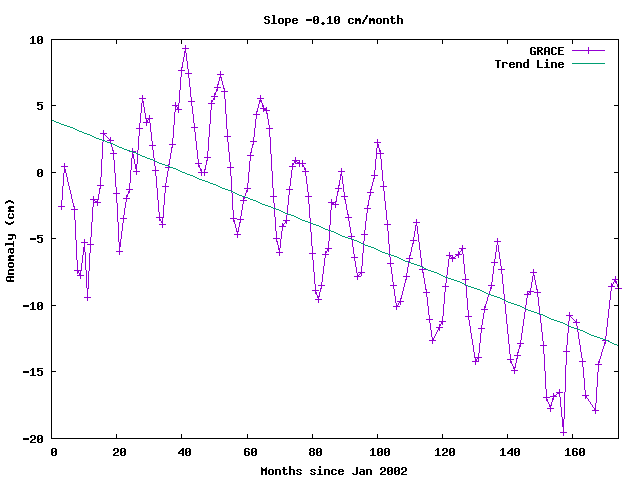 Slope -0.10 cm/month
GRACE
Trend Line
10
5
0
-5
-10
-15
-20
Anomaly (cm)
0 20 40 60 80 100 120 140 160
Months since Jan 2002